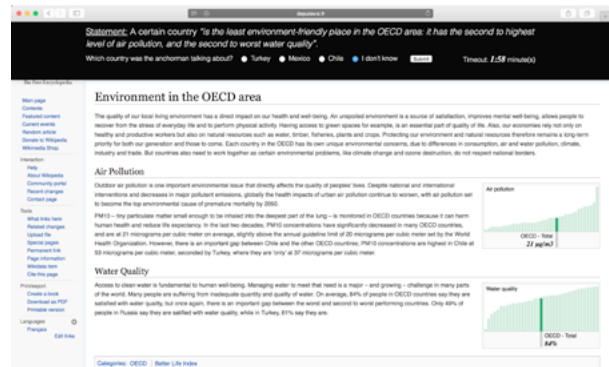 Statement: A certain country "is the least environment-friendly place in the OECD area: it has the second to highest
level of air pollution, and the second to worst water quality".
Which country was the anchorman talking about? Turkey Mexico Chile I don't know Submit Timeout: 1:58 minute(s)
The Free Encyclopedia
Main page
Contents
Featured content
Current events
Random article
Donate to Wikipedia
Wikimedia Shop
Interaction
Help
About Wikipedia
Community portal
Recent changes
Contact page
Tools
What links here
Related changes
Upload file
Special pages
Permanent link
Page information
Wikidata item
Cite this page
Print/export
Create a book
Download as PDF
Printable version
Languages
Français
Edit links
Environment in the OECD area
The quality of our local living environment has a direct impact on our health and well-being. An unspoiled environment is a source of satisfaction, improves mental well-being, allows people to
recover from the stress of everyday life and to perform physical activity. Having access to green spaces for example, is an essential part of quality of life. Also, our economies rely not only on
healthy and productive workers but also on natural resources such as water, timber, fisheries, plants and crops. Protecting our environment and natural resources therefore remains a long-term
priority for both our generation and those to come. Each country in the OECD has its own unique environmental concerns, due to differences in consumption, air and water pollution, climate,
industry and trade. But countries also need to work together as certain environmental problems, like climate change and ozone destruction, do not respect national borders.
Air Pollution
Outdoor air pollution is one important environmental issue that directly affects the quality of peoples' lives. Despite national and international
interventions and decreases in major pollutant emissions, globally the health impacts of urban air pollution continue to worsen, with air pollution set
to become the top environmental cause of premature mortality by 2050.
PM10 – tiny particulate matter small enough to be inhaled into the deepest part of the lung – is monitored in OECD countries because it can harm
human health and reduce life expectancy. In the last two decades, PM10 concentrations have significantly decreased in many OECD countries,
and are at 21 micrograms per cubic meter on average, slightly above the annual guideline limit of 20 micrograms per cubic meter set by the World
Health Organization. However, there is an important gap between Chile and the other OECD countries; PM10 concentrations are highest in Chile at
53 micrograms per cubic meter, seconded by Turkey, where they are 'only' at 37 micrograms per cubic meter.
Air pollution
OECD - Total
21 µg/m3
Water Quality
Access to clean water is fundamental to human well-being. Managing water to meet that need is a major – and growing – challenge in many parts
of the world. Many people are suffering from inadequate quantity and quality of water. On average, 84% of people in OECD countries say they are
satisfied with water quality, but once again, there is an important gap between the worst and second to worst performing countries. Only 49% of
people in Russia say they are satisfied with water quality, while in Turkey, 61% say they are.
Water quality
OECD - Total
84%
Categories: OECD | Better Life Index